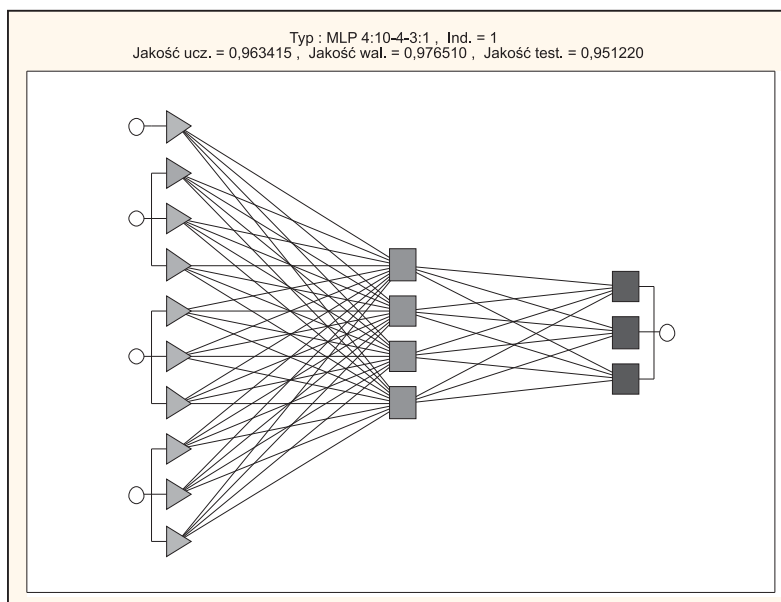 Typ : MLP 4:10-4-3:1 , Ind. = 1
Jakość ucz. = 0,963415 , Jakość wal. = 0,976510 , Jakość test. = 0,951220